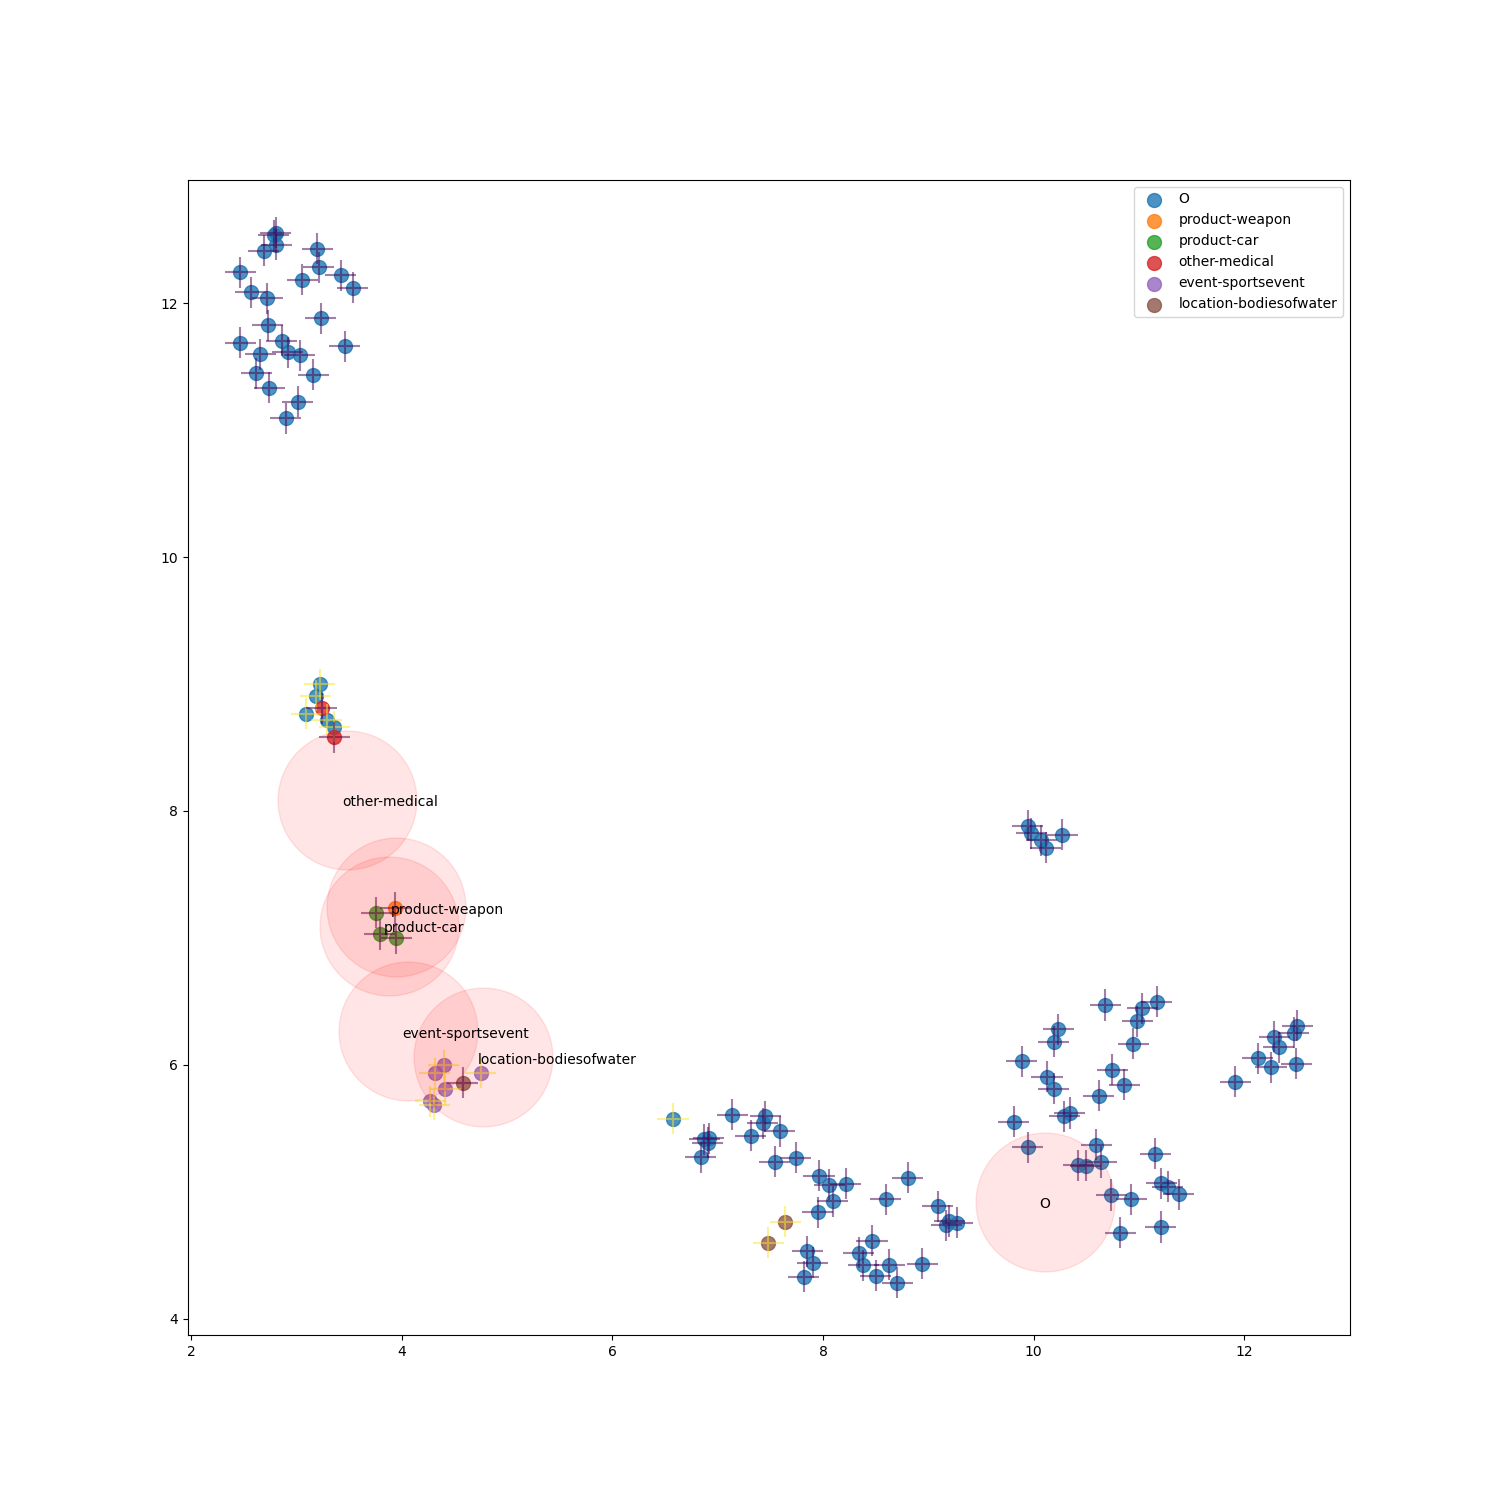 O
product-weapon
product-car
other-medical
event-sportsevent
location-bodiesofwater
12
10
8
6
4
other-medical
product-weapon
product-car
event-sportsevent
location-bodiesofwater
O
2
4
6
8
10
12